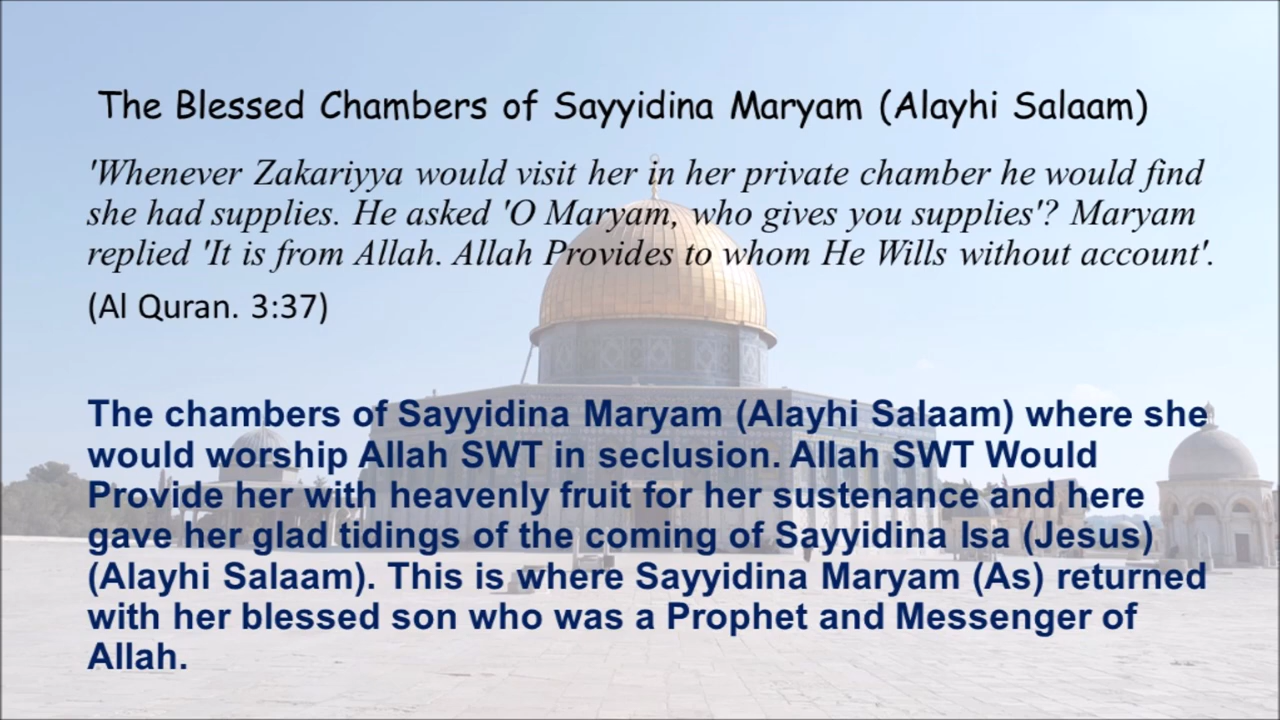 The Blessed Chambers of Sayyidina Maryam (Alayhi Salaam)
'Whenever Zakariyya would visit her in her private chamber he would find
she had supplies. He asked 'O Maryam, who gives you supplies'? Maryam
replied 'It is from Allah. Allah Provides to whom He Wills without account'.
(Al Quran. 3:37)
The chambers of Sayyidina Maryam (Alayhi Salaam) where she
would worship Allah SWT in seclusion. Allah SWT Would
Provide her with heavenly fruit for her sustenance and here
gave her glad tidings of the coming of Sayyidina Isa (Jesus)
(Alayhi Salaam). This is where Sayyidina Maryam (As) returned
with her blessed son who was a Prophet and Messenger of
Allah.